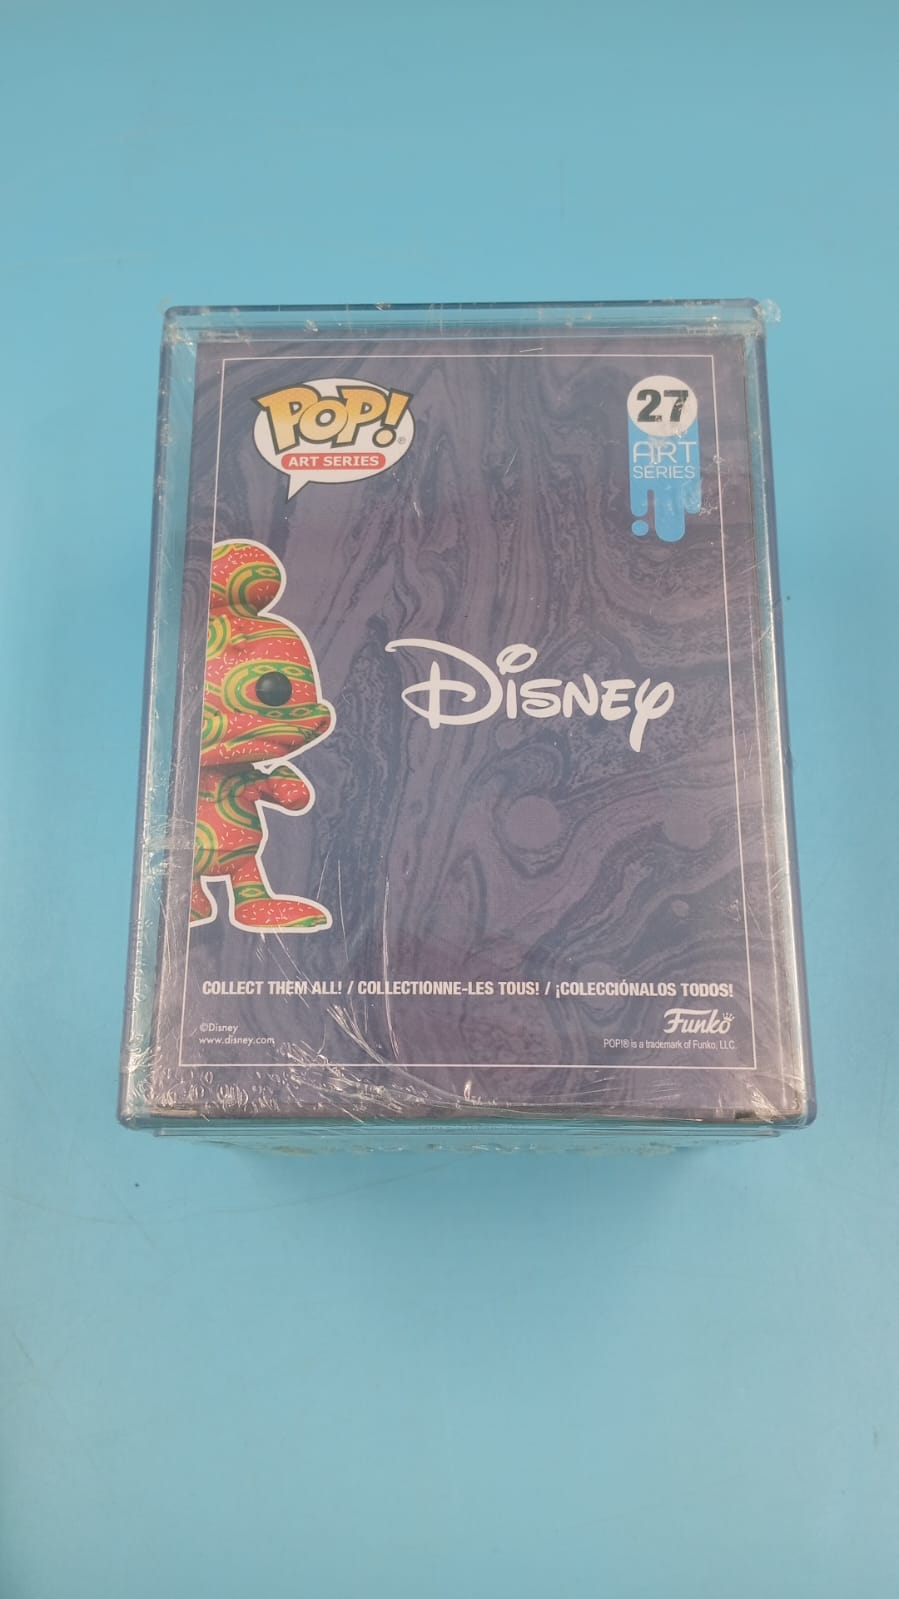 POP!®
ART SERIES
27
ART
SERIES
Disney
COLLECT THEM ALL! / COLLECTIONNE-LES TOUS! / ¡COLECCIÓNALOS TODOS!
©Disney
www.disney.com
Funko
POP!® is a trademark of Funko, LLC.